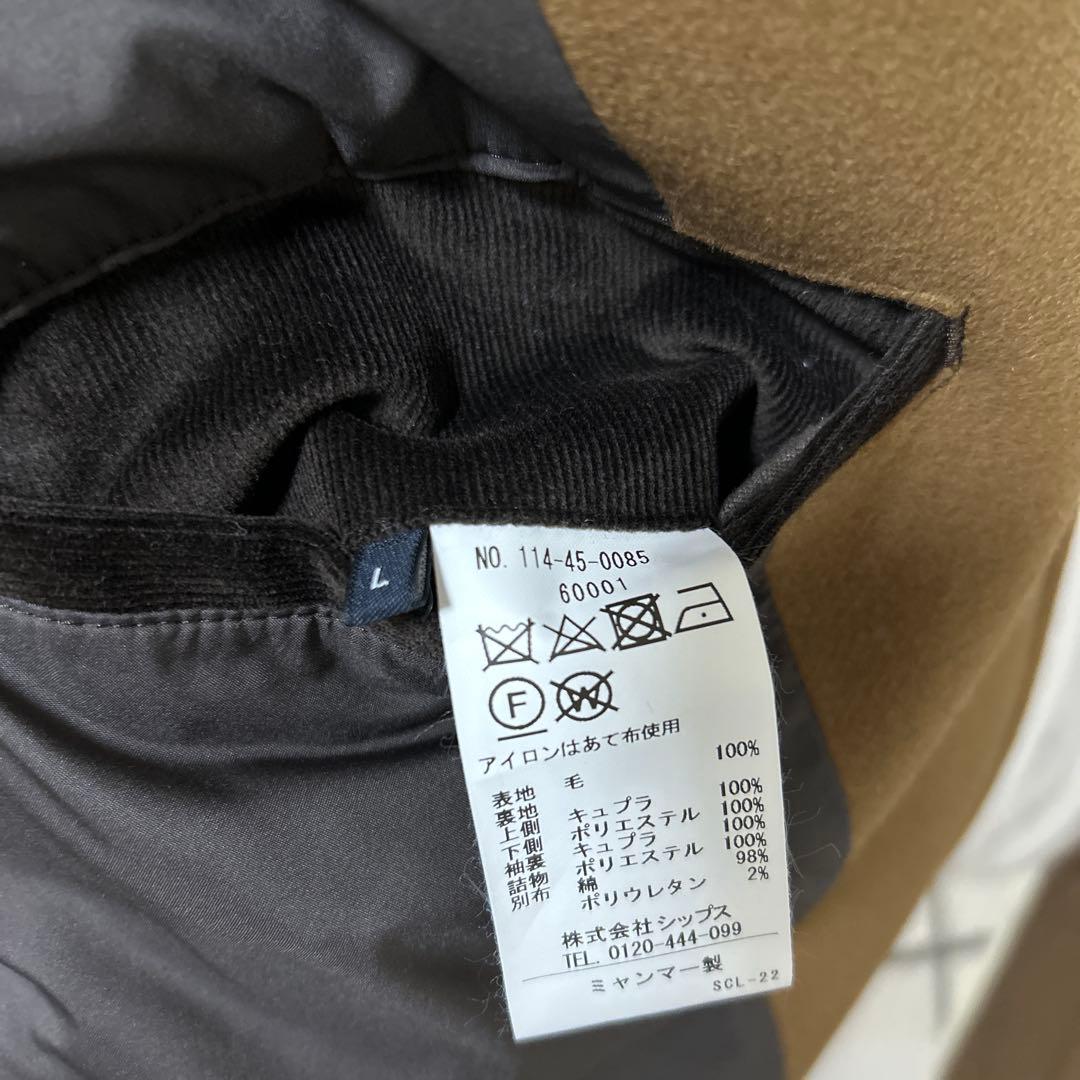 L
NO. 114-45-0085
60001
F W
アイロンはあて布使用
表地 毛 100%
裏地 キュプラ 100%
上側 ポリエステル 100%
下側 キュプラ 100%
袖裏 ポリエステル 100%
詰物 綿 98%
別布 ポリウレタン 2%
株式会社シップス
TEL. 0120-444-099
ミヤンマー製
SCL-22